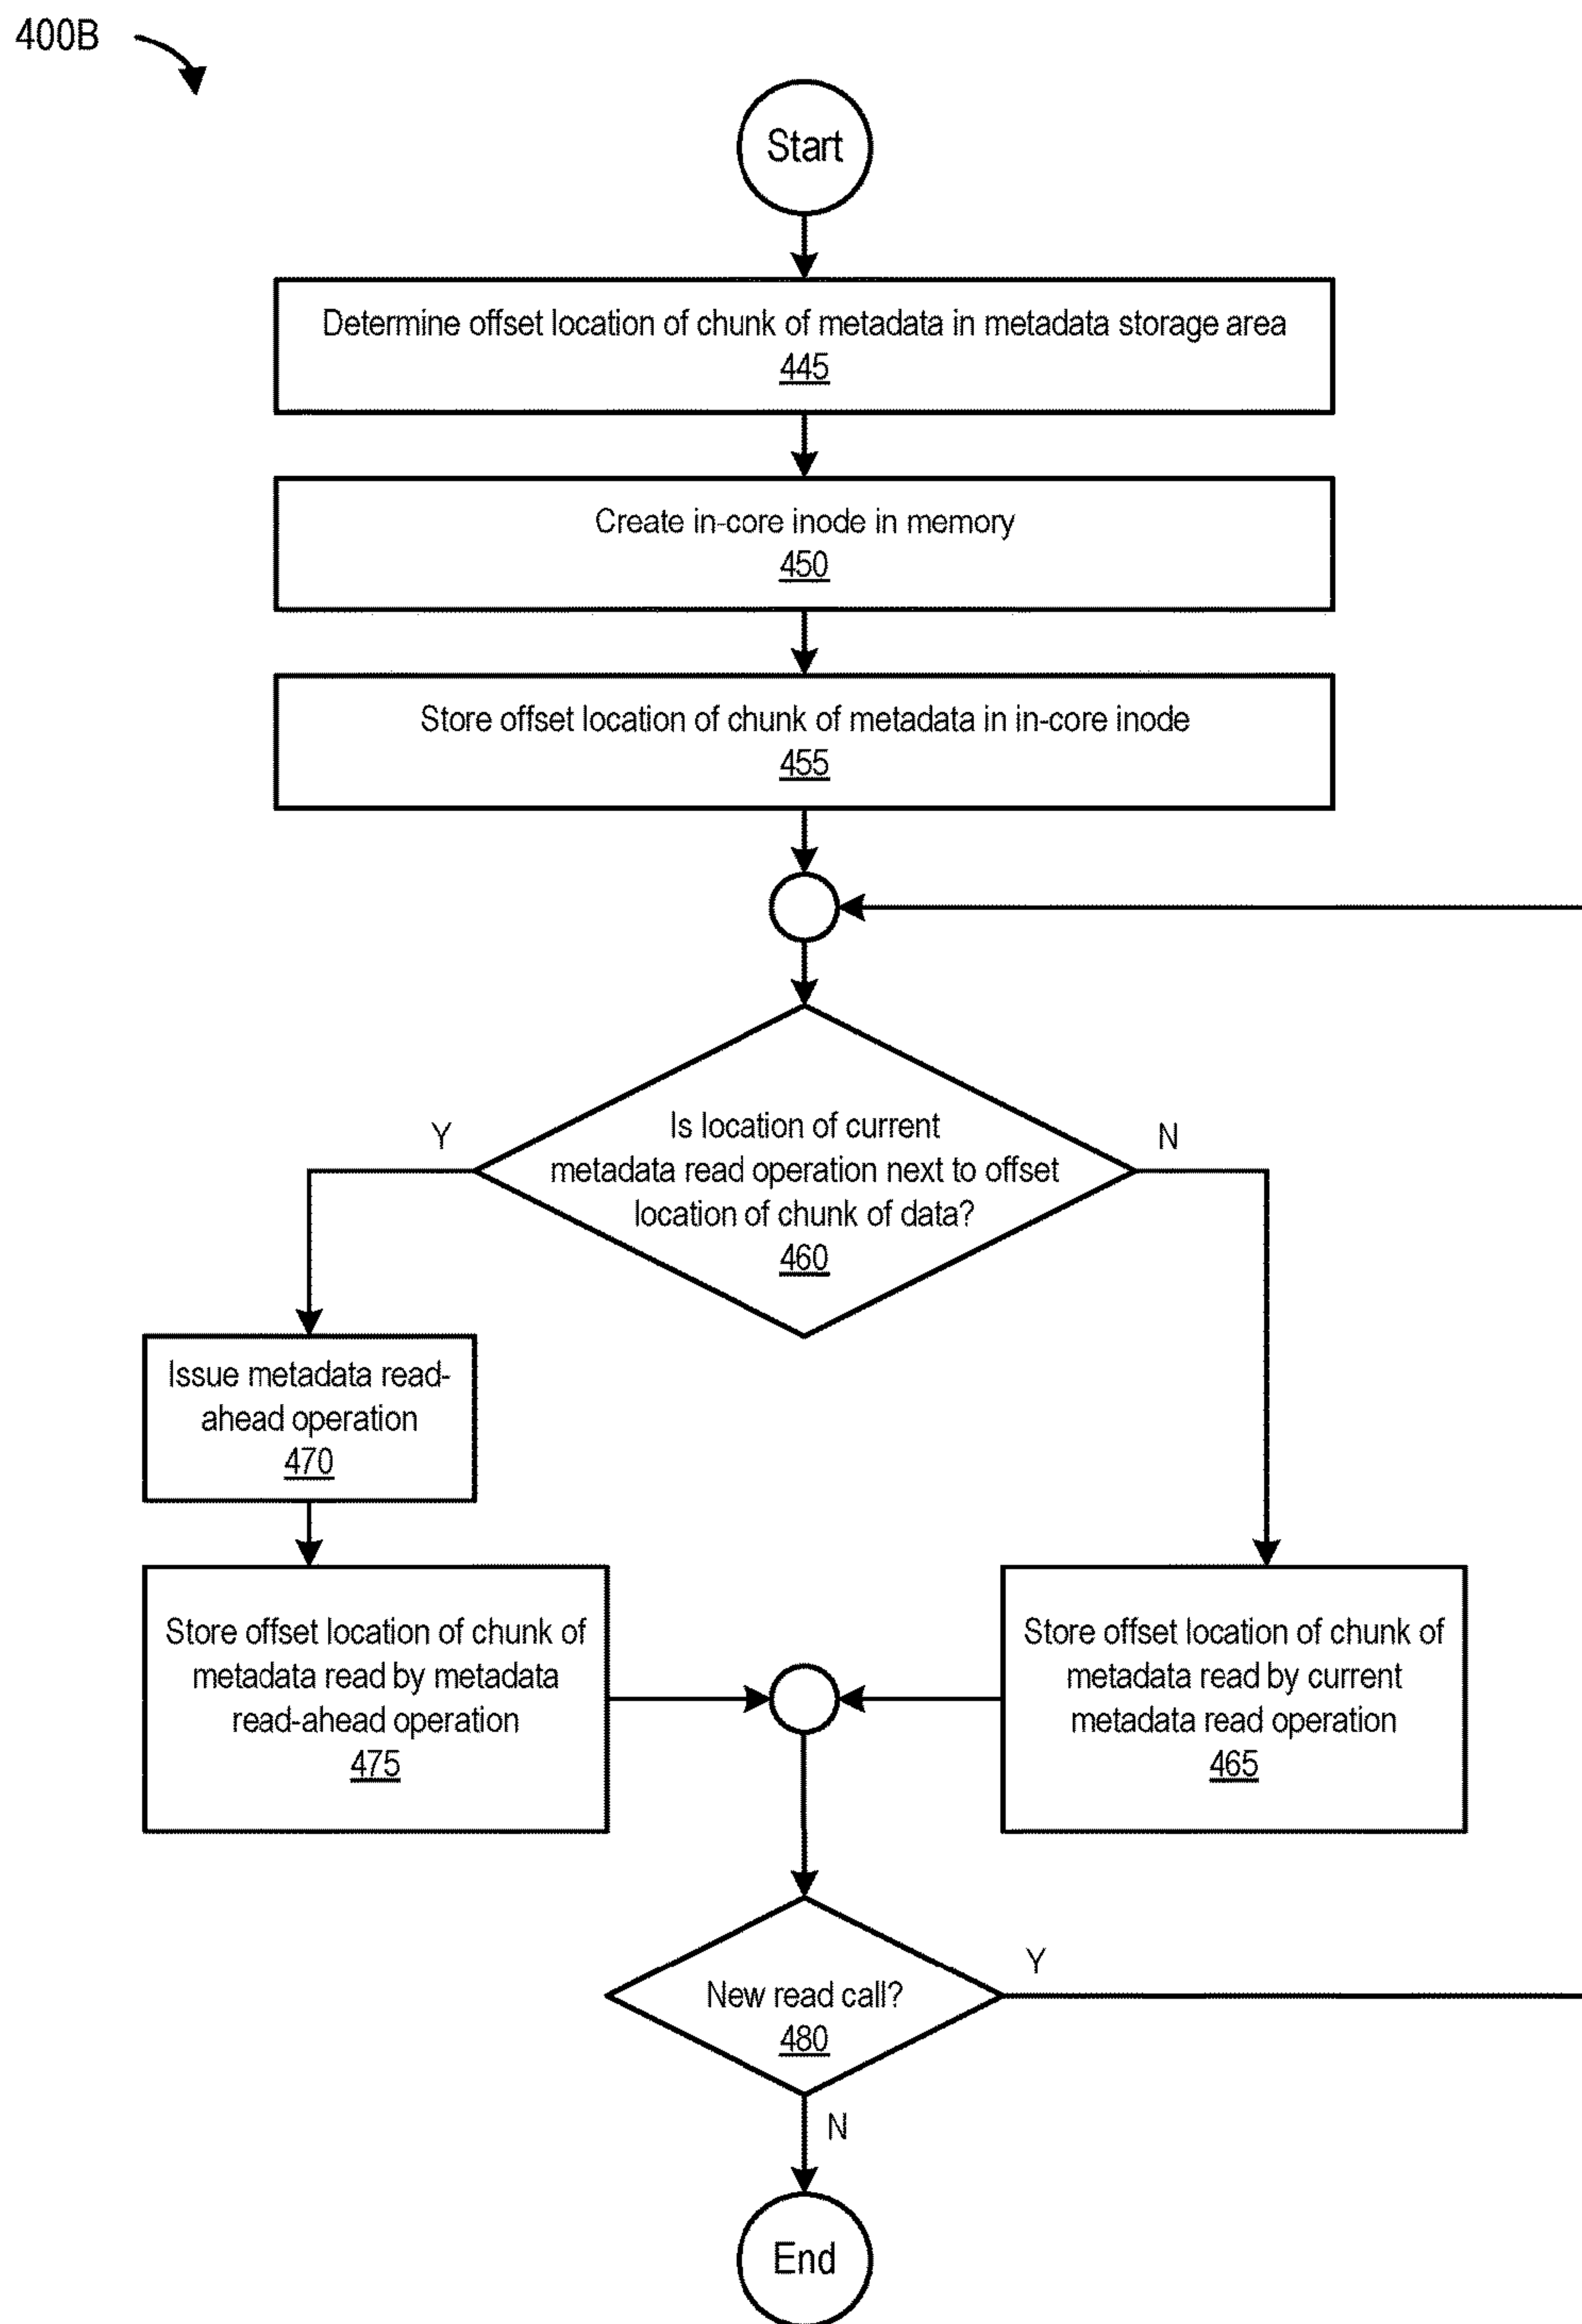 400B
Start
Determine offset location of chunk of metadata in metadata storage area
445
Create in-core inode in memory
450
Store offset location of chunk of metadata in in-core inode
455
Y
N
Is location of current
metadata read operation next to offset
location of chunk of data?
460
Issue metadata read-
ahead operation
470
Store offset location of chunk of
metadata read by metadata
read-ahead operation
475
Store offset location of chunk of
metadata read by current
metadata read operation
465
New read call?
480
Y
N
End